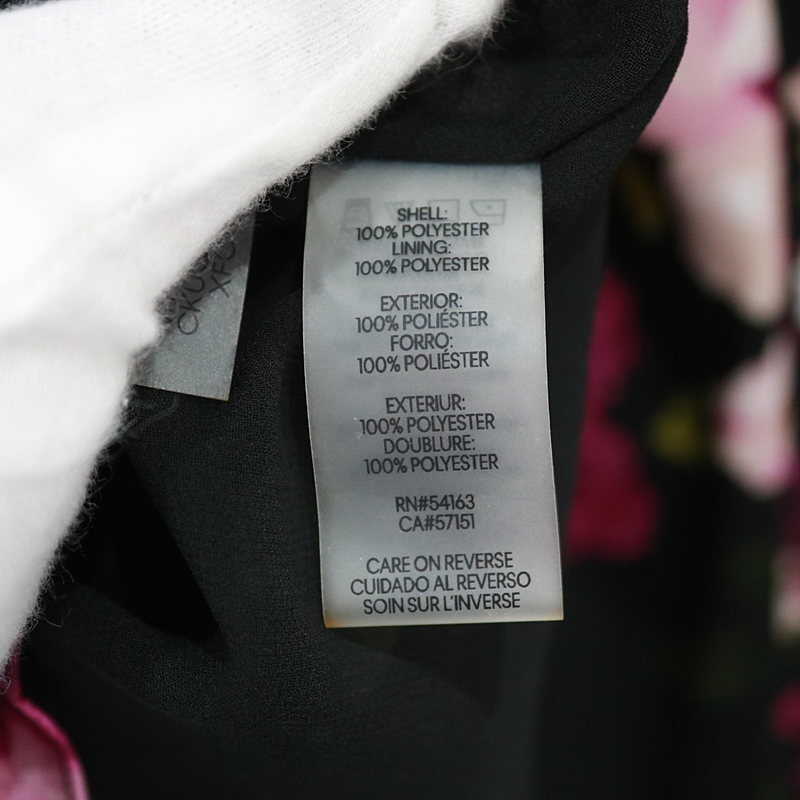 SHELL:
100% POLYESTER
LINING:
100% POLYESTER
EXTERIOR:
100% POLIÉSTER
FORRO:
100% POLIÉSTER
EXTERIUR:
100% POLYESTER
DOUBLURE:
100% POLYESTER
RN#54163
CA#57151
CARE ON REVERSE
CUIDADO AL REVERSO
SOIN SUR L'INVERSE